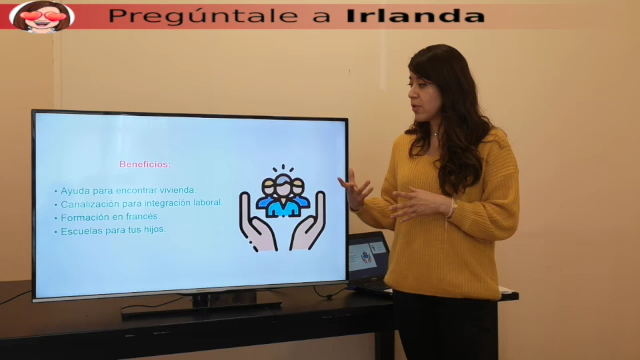 Pregúntale a Irlanda
Beneficios:
• Ayuda para encontrar vivienda.
• Canalización para integración laboral.
• Formación en francés.
• Escuelas para tus hijos.